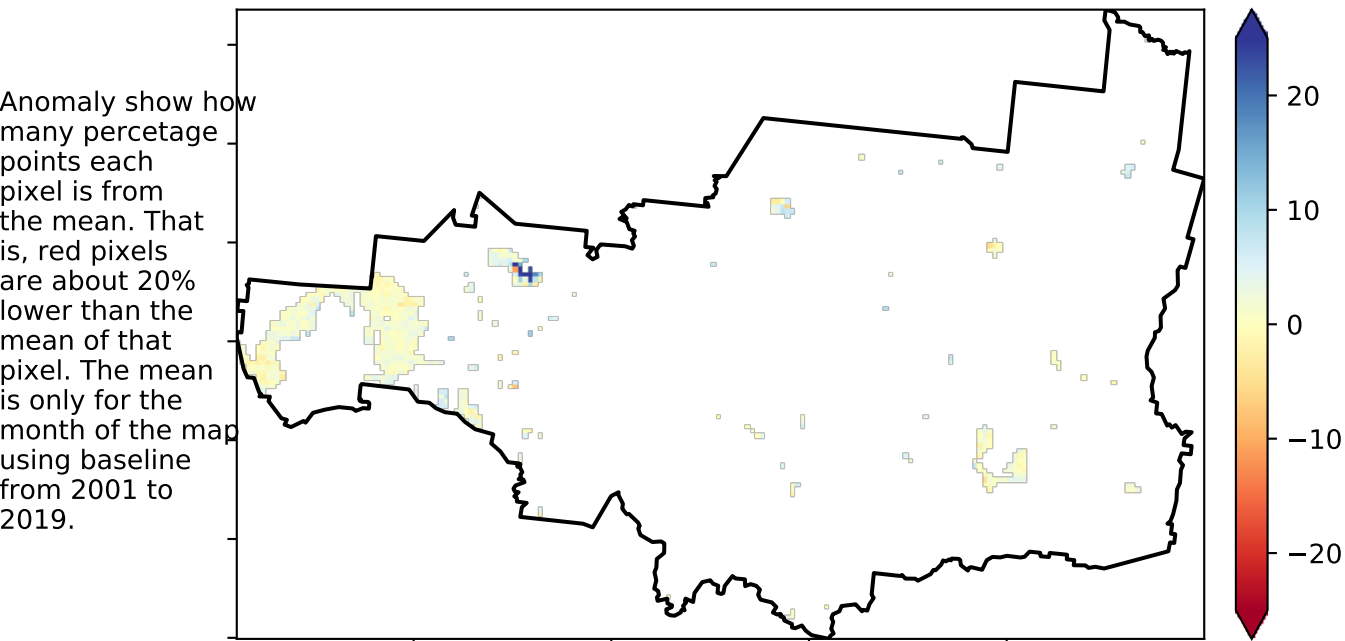 Anomaly show how
many percetage
points each
pixel is from
the mean. That
is, red pixels
are about 20%
lower than the
mean of that
pixel. The mean
is only for the
month of the map
using baseline
from 2001 to
2019.
20
10
0
−10
−20